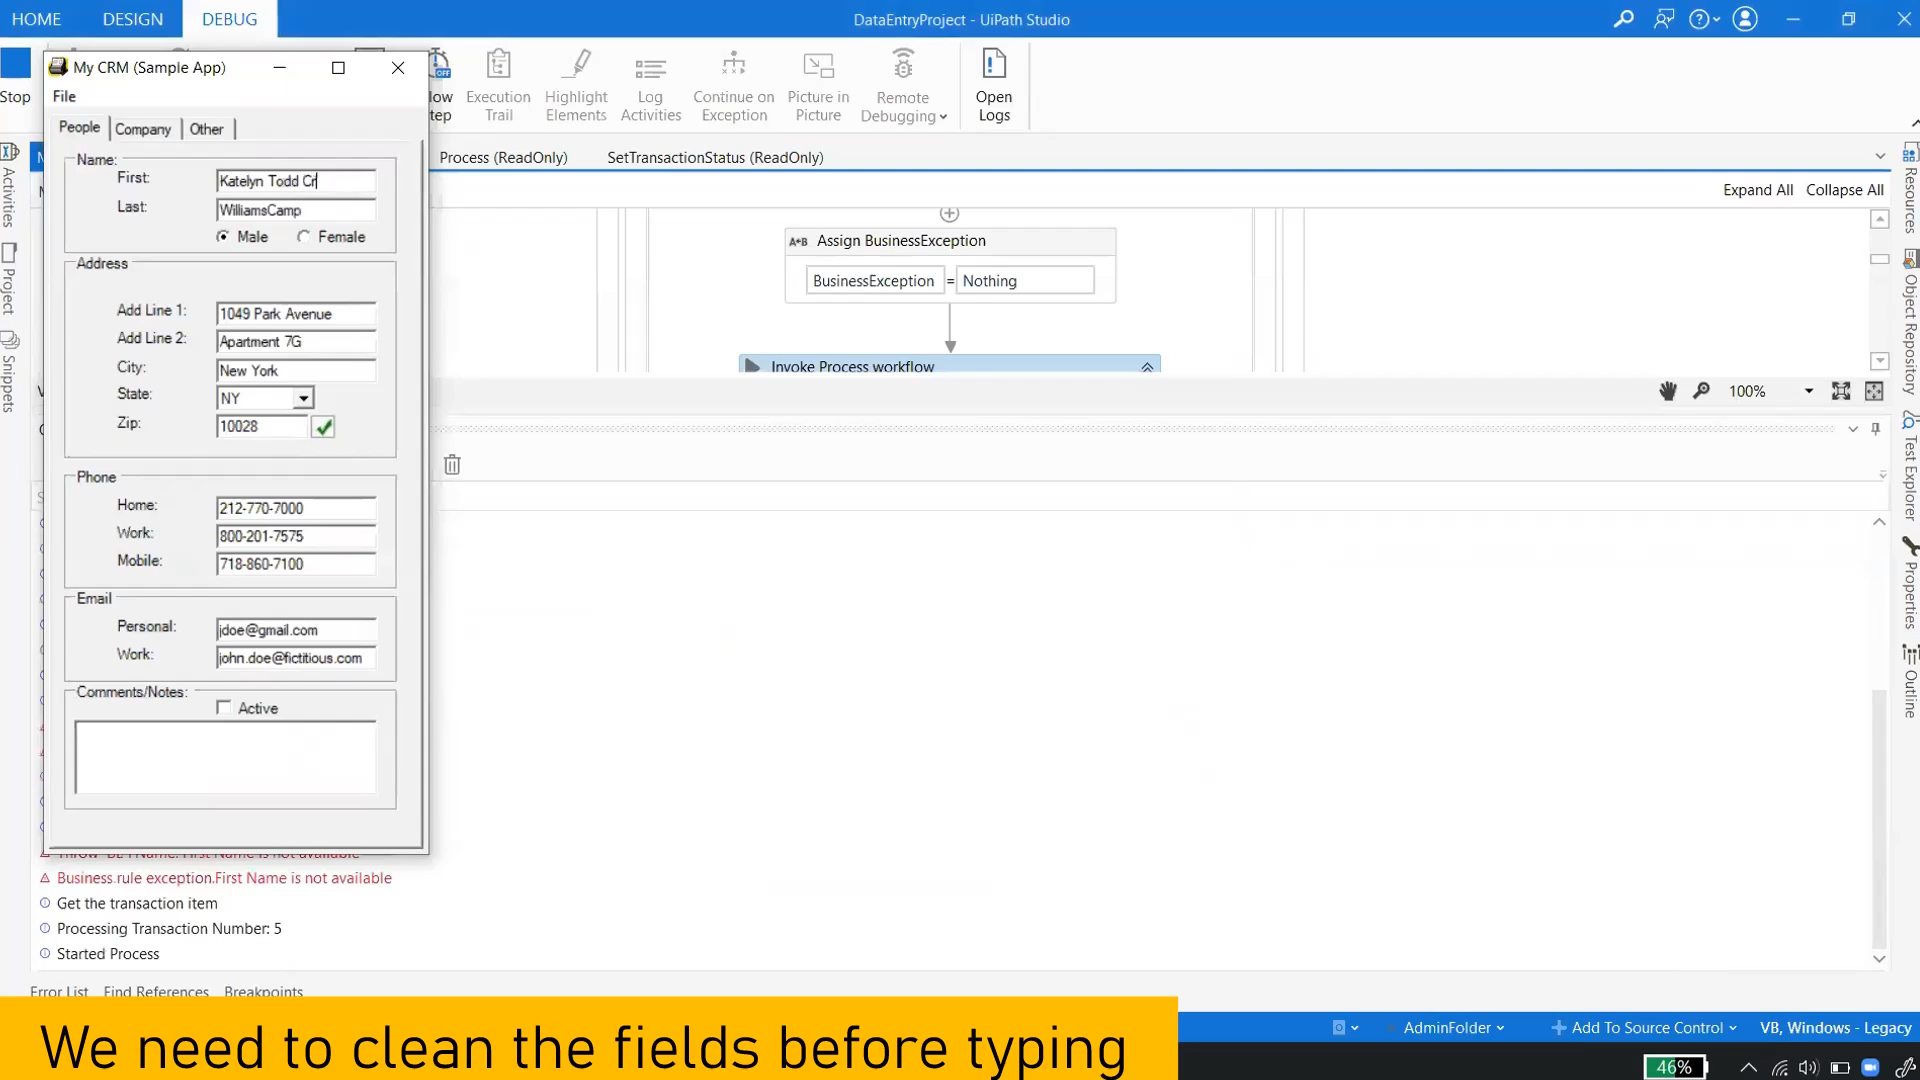 HOME DESIGN DEBUG DataEntryProject - UiPath Studio
My CRM (Sample App)
File
People Company Other
Name:
First: Katelyn Todd Cr
Last: WilliamsCamp
Male Female
Address
Add Line 1: 1049 Park Avenue
Add Line 2: Apartment 7G
City: New York
State: NY
Zip: 10028
Phone
Home: 212-770-7000
Work: 800-201-7575
Mobile: 718-860-7100
Email
Personal: jdoe@gmail.com
Work: john.doe@fictitious.com
Comments/Notes:
Active
Stop
OFF
Execution Trail
Highlight Elements
Log Activities
Continue on Exception
Picture in Picture
Remote Debugging
Open Logs
Process (ReadOnly) SetTransactionStatus (ReadOnly)
Expand All Collapse All
A*B Assign BusinessException
BusinessException = Nothing
Invoke Process workflow
100%
Activities
Project
Snippets
Resources
Object Repository
Test Explorer
Properties
Outline
Business rule exception.First Name is not available
Get the transaction item
Processing Transaction Number: 5
Started Process
Error List Find References Breakpoints
We need to clean the fields before typing
AdminFolder Add To Source Control VB, Windows - Legacy
46%